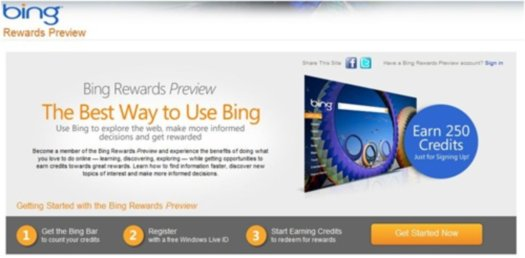 bing
Rewards Preview
Share This Site
Have a Bing Rewards Preview account? Sign in
Bing Rewards Preview
The Best Way to Use Bing
Use Bing to explore the web, make more informed
decisions and get rewarded
Become a member of the Bing Rewards Preview and experience the benefits of doing what
you love to do online — learning, discovering, exploring — while getting opportunities to
earn credits towards great rewards. Learn how to find information faster, discover new
topics of interest and make more informed decisions.
bing
Earn 250
Credits
Just for Signing Up!
Getting Started with the Bing Rewards Preview
1 Get the Bing Bar
to count your credits
2 Register
with a free Windows Live ID
3 Start Earning Credits
to redeem for rewards
Get Started Now